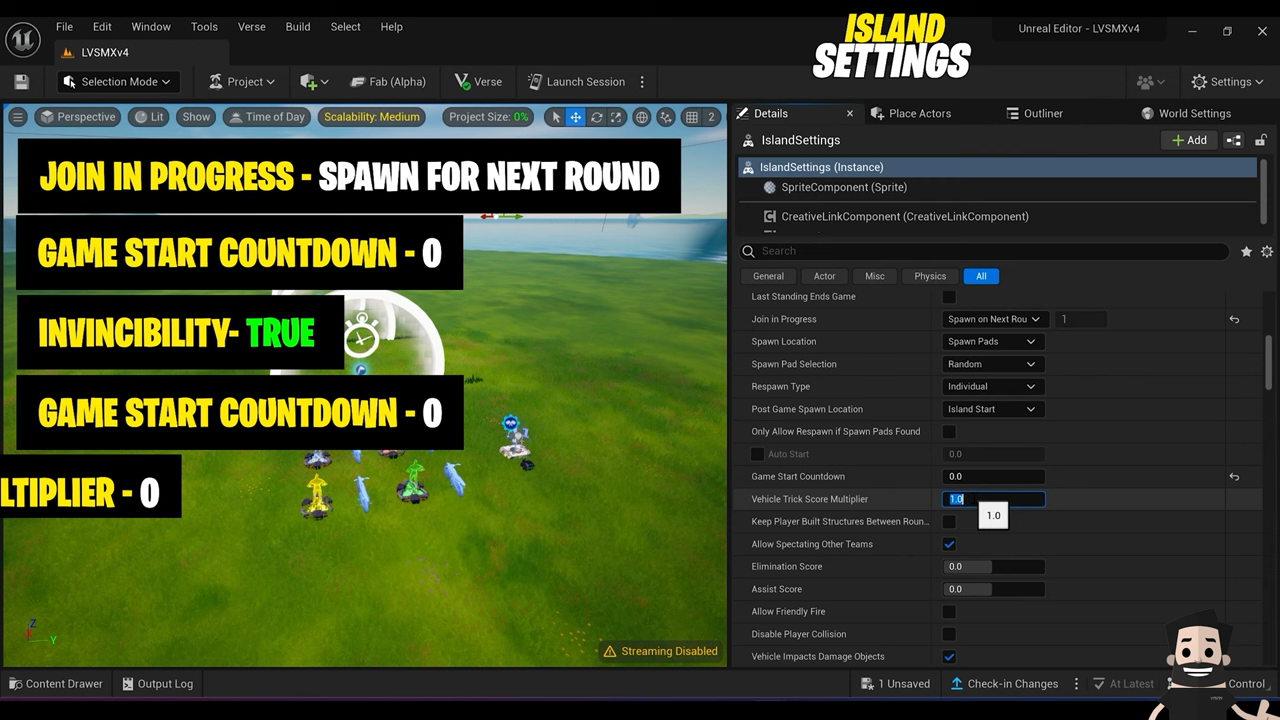 File Edit Window Tools Verse Build Select Help
ISLAND
SETTINGS
Unreal Editor - LVSMXv4
LVSMXv4
Selection Mode Project Fab (Alpha) Verse Launch Session Settings
Perspective Lit Show Time of Day Scalability: Medium Project Size: 0% 2
JOIN IN PROGRESS - SPAWN FOR NEXT ROUND
GAME START COUNTDOWN - 0
INVINCIBILITY- TRUE
GAME START COUNTDOWN - 0
LTIPLIER - 0
Z
Y
Streaming Disabled
Details Place Actors Outliner World Settings
IslandSettings
Add
IslandSettings (Instance)
SpriteComponent (Sprite)
CreativeLinkComponent (CreativeLinkComponent)
Search
General Actor Misc Physics All
Last Standing Ends Game
Join in Progress Spawn on Next Rou 1
Spawn Location Spawn Pads
Spawn Pad Selection Random
Respawn Type Individual
Post Game Spawn Location Island Start
Only Allow Respawn if Spawn Pads Found
Auto Start 0.0
Game Start Countdown 0.0
Vehicle Trick Score Multiplier 1.0
1.0
Keep Player Built Structures Between Roun...
Allow Spectating Other Teams
Elimination Score 0.0
Assist Score 0.0
Allow Friendly Fire
Disable Player Collision
Vehicle Impacts Damage Objects
Content Drawer Output Log 1 Unsaved Check-in Changes At Latest Control